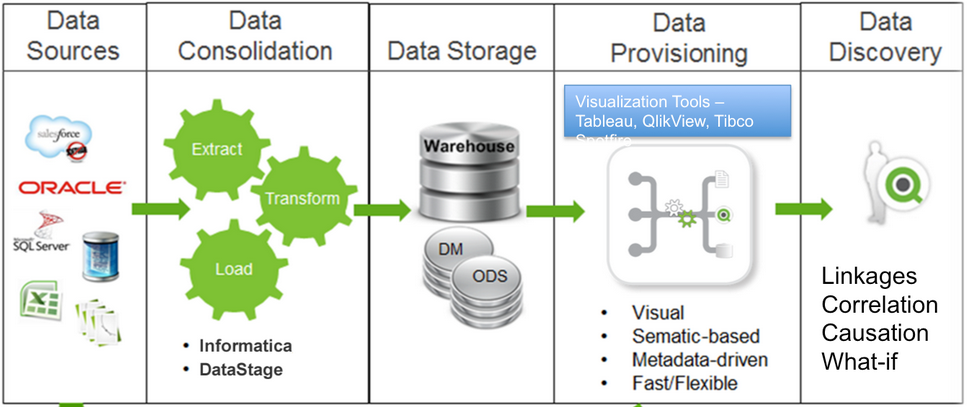 Data
Sources
Data
Consolidation
Data Storage
Data
Provisioning
Data
Discovery
salesforce
ORACLE
Microsoft
SQL Server
Extract
Transform
Load
Informatica
DataStage
Warehouse
DM
ODS
Visualization Tools –
Tableau, QlikView, Tibco
Spotfire
Visual
Sematic-based
Metadata-driven
Fast/Flexible
Linkages
Correlation
Causation
What-if